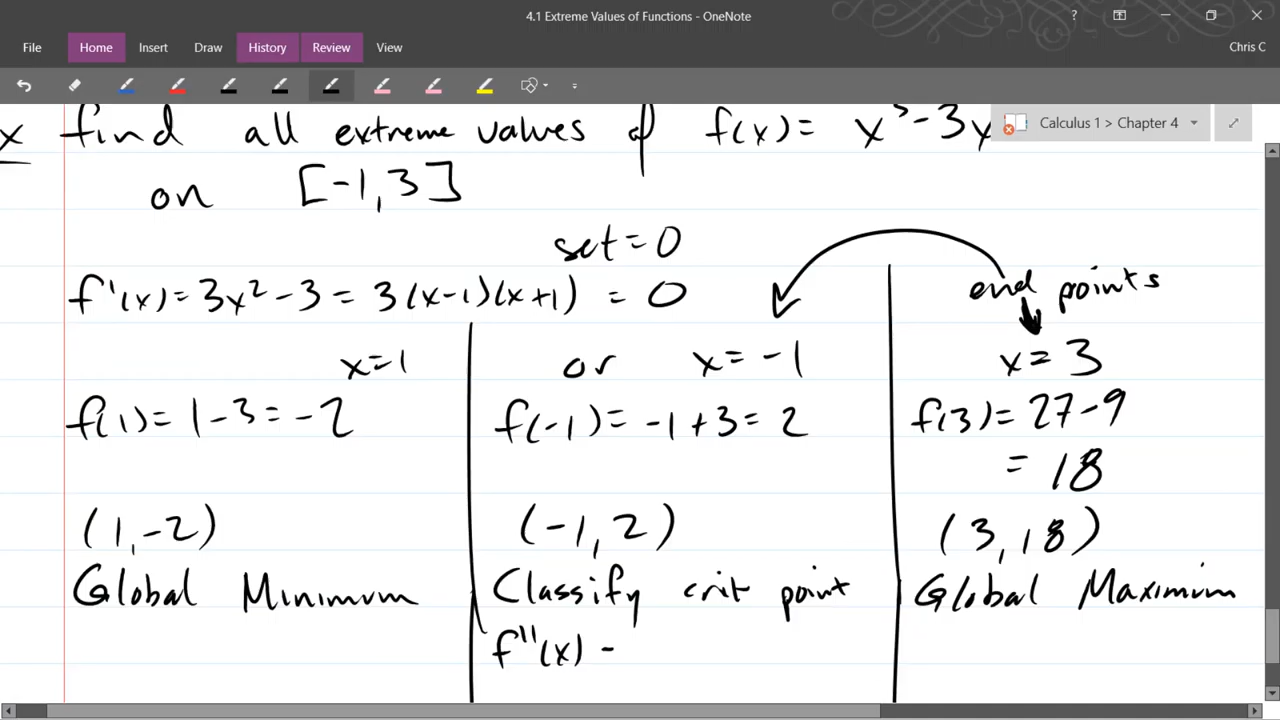 4.1 Extreme Values of Functions - OneNote
?
File Home Insert Draw History Review View Chris C
Calculus 1 > Chapter 4
x find all extreme values of f(x) = x³ - 3x
on [-1, 3]
set = 0
f'(x) = 3x² - 3 = 3(x-1)(x+1) = 0
end points
x = 1 or x = -1 x = 3
f(1) = 1 - 3 = -2 f(-1) = -1 + 3 = 2 f(3) = 27 - 9
= 18
(1, -2) (-1, 2) (3, 18)
Global Minimum Classify crit point Global Maximum
f''(x) -